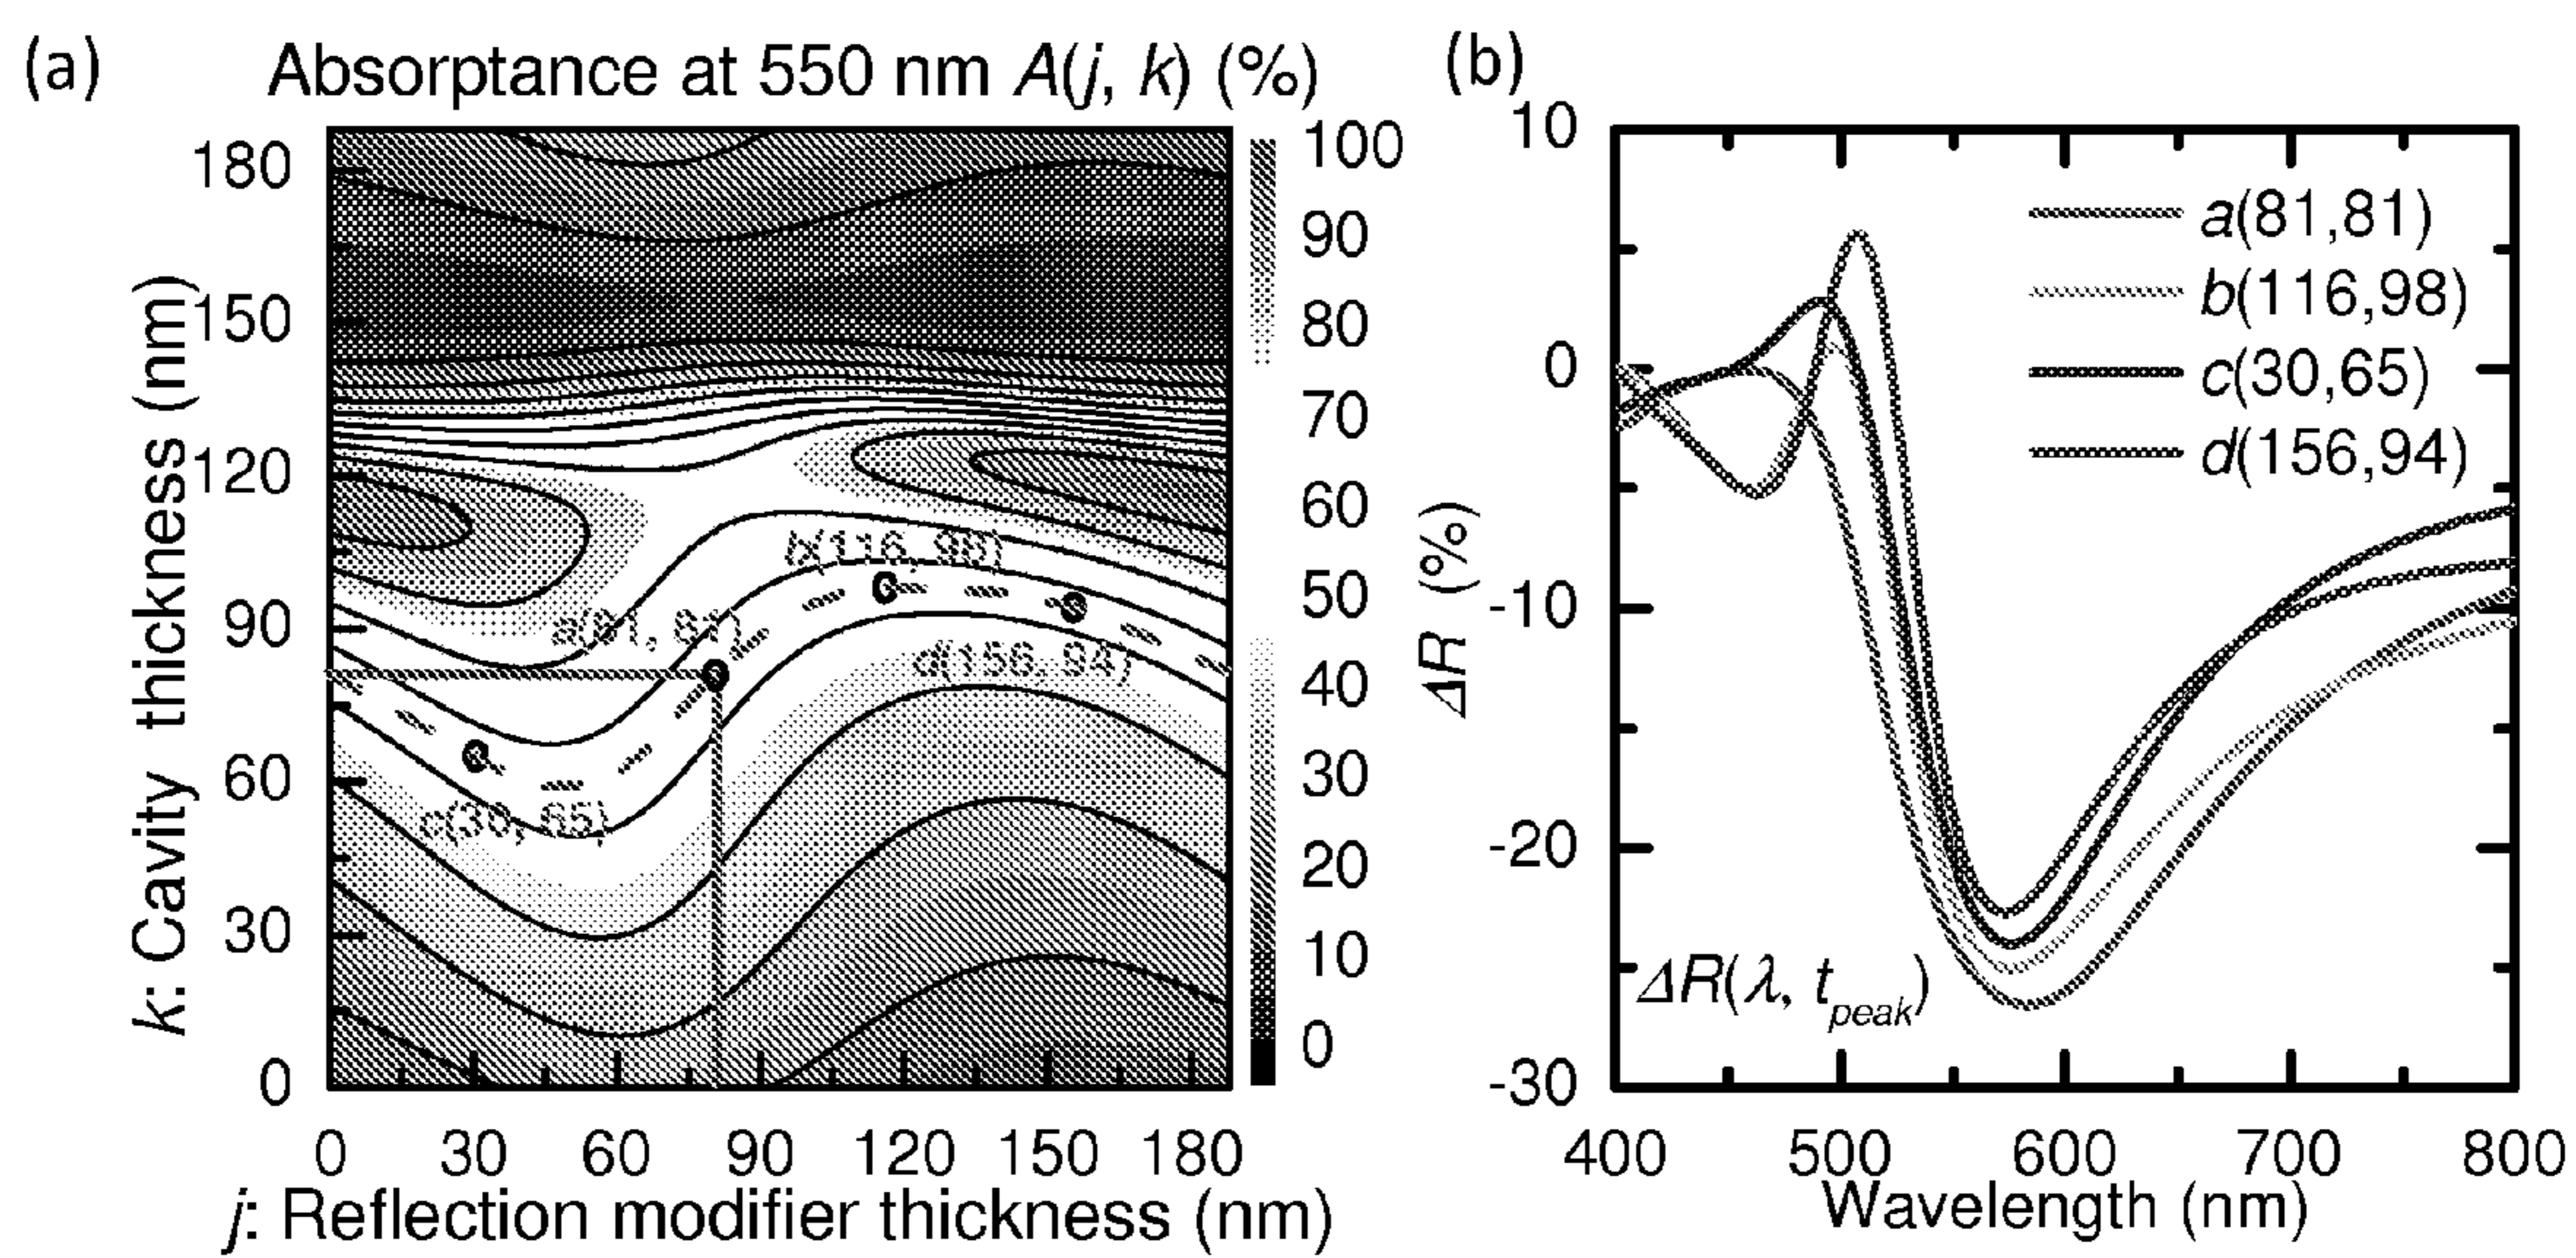 (a)
Absorptance at 550 nm A(j, k) (%)
k: Cavity thickness (nm)
180
150
120
90
60
30
0
0 30 60 90 120 150 180
j: Reflection modifier thickness (nm)
b(116, 98)
a(81, 81)
d(156, 94)
c(30, 65)
100
90
80
70
60
50
40
30
20
10
0
(b)
ΔR (%)
10
0
-10
-20
-30
a(81,81)
b(116,98)
c(30,65)
d(156,94)
ΔR(λ, tpeak)
400 500 600 700 800
Wavelength (nm)